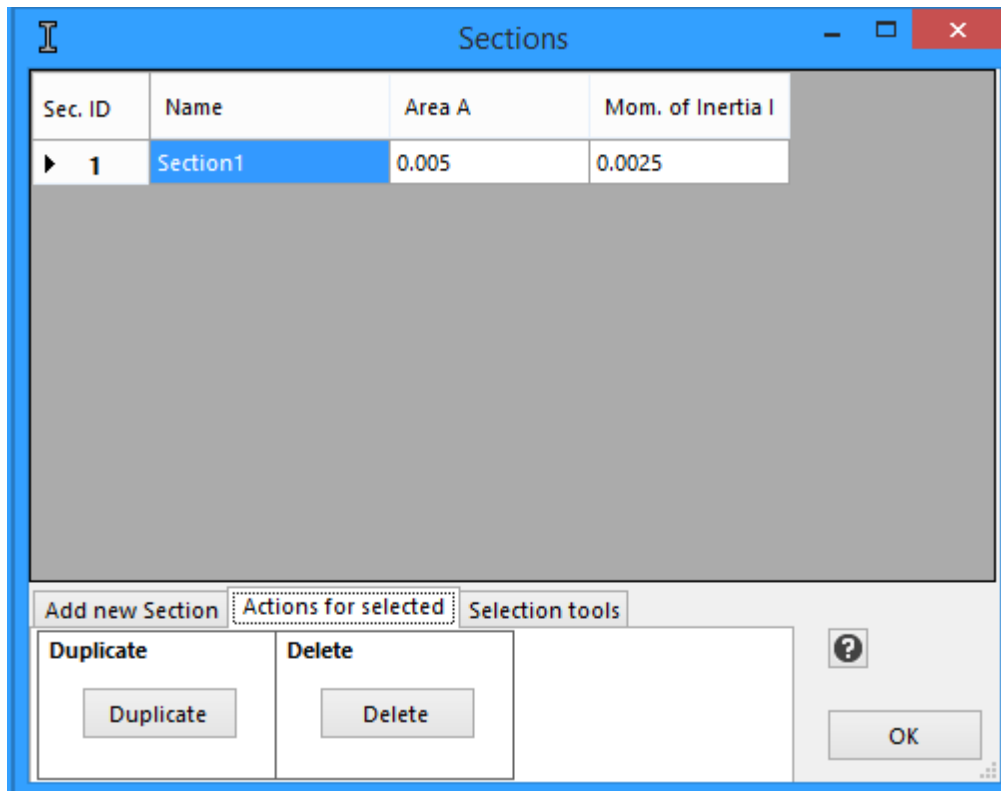 Sections
Sec. ID Name Area A Mom. of Inertia I
1 Section1 0.005 0.0025
Add new Section Actions for selected Selection tools
Duplicate Delete
Duplicate Delete
OK